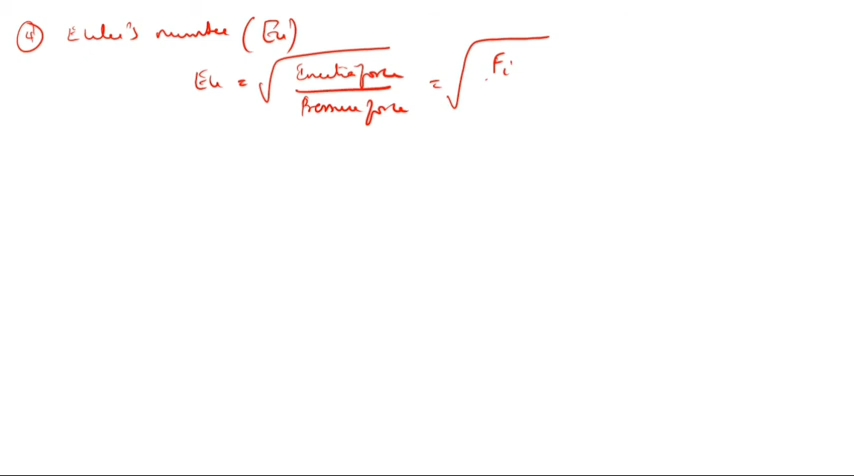 ④ Euler's number (Eu)
Eu = √(Inertia force / Pressure force) = √(Fi